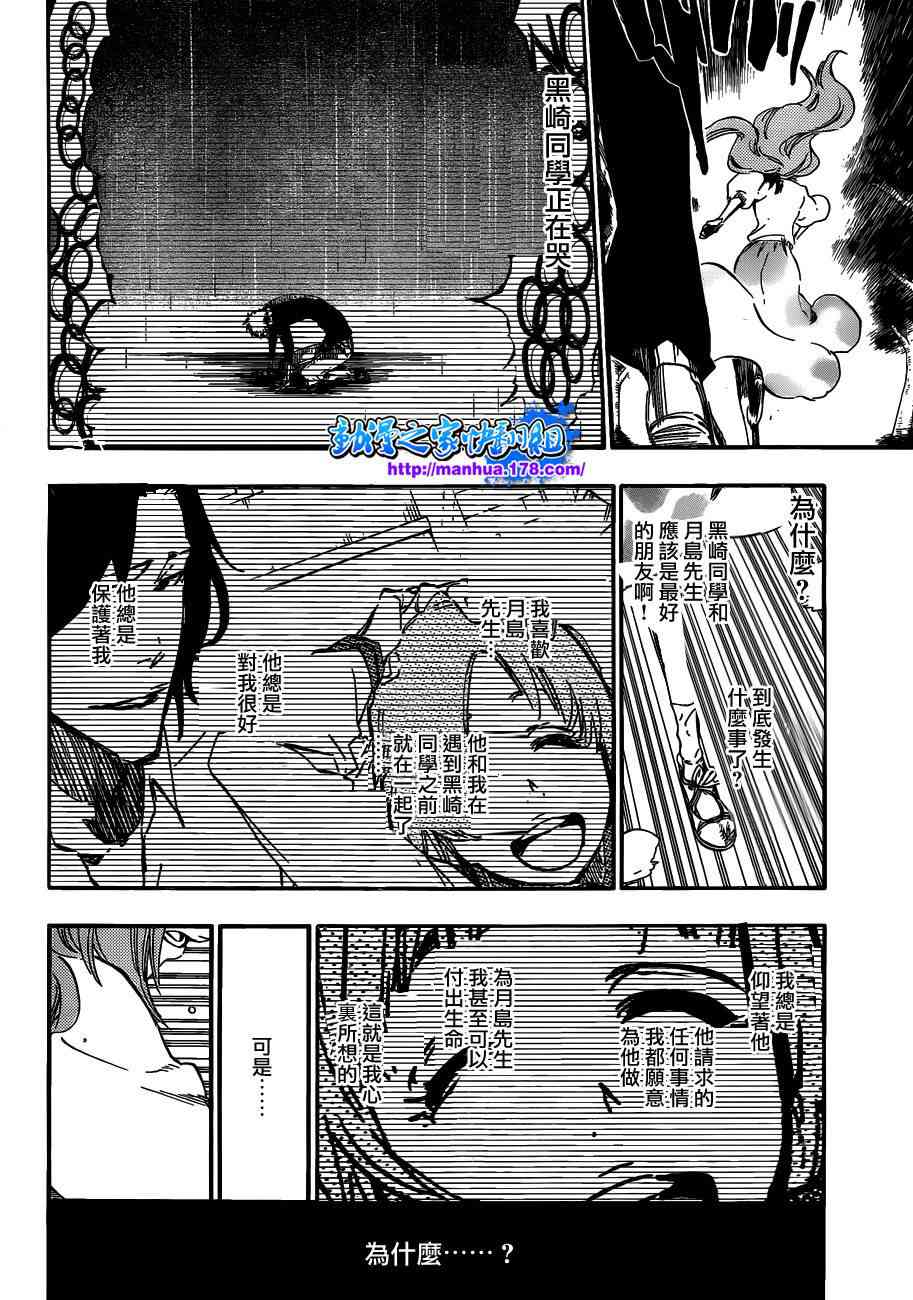 黑崎同學正在哭
動漫之家快翻組
http://manhua.178.com/
為什麼?
黑崎同學和
月島先生
應該是最好
的朋友啊!
到底發生
什麼事了?
我喜歡
月島
先生…
他和我在
遇到黑崎
同學之前
就在一起了
……
他總是
對我很好
他總是
保護著我
我總是
仰望著他
他請求的
任何事情
我都願意
為他做
為月島先生
我甚至可以
付出生命
這就是我心
裏所想的
可是……
為什麼……?